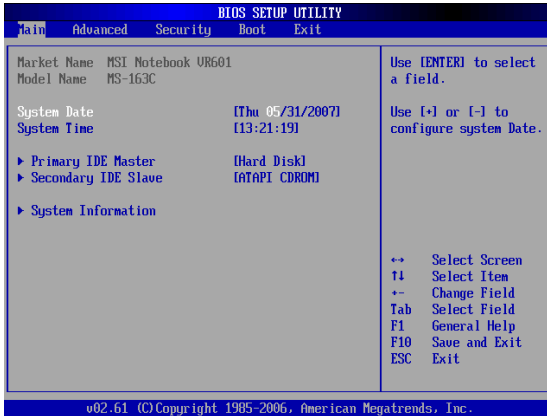 BIOS SETUP UTILITY
Main Advanced Security Boot Exit
Market Name MSI Notebook VR601
Model Name MS-163C
System Date [Thu 05/31/2007]
System Time [13:21:19]
▶ Primary IDE Master [Hard Disk]
▶ Secondary IDE Slave [ATAPI CDROM]
▶ System Information
Use [ENTER] to select
a field.
Use [+] or [-] to
configure system Date.
↔ Select Screen
↑↓ Select Item
+- Change Field
Tab Select Field
F1 General Help
F10 Save and Exit
ESC Exit
v02.61 (C)Copyright 1985-2006, American Megatrends, Inc.